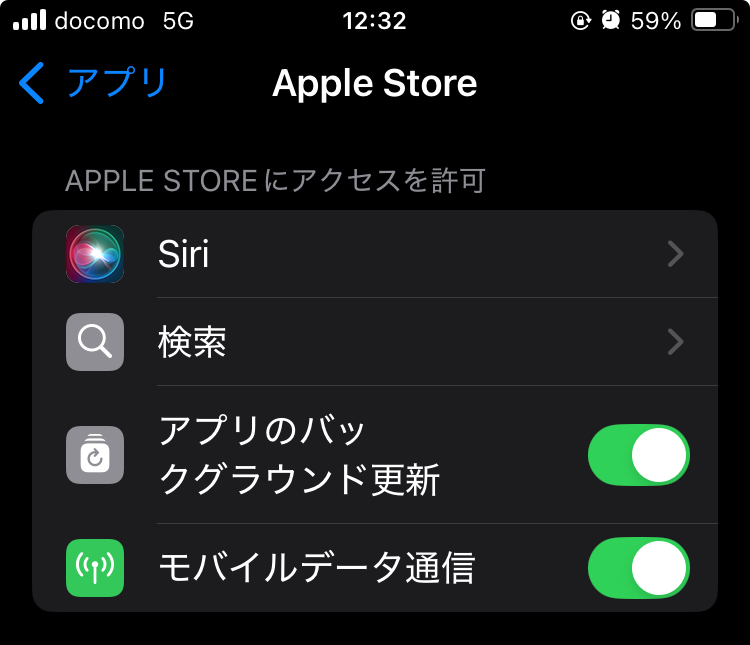 docomo 5G 12:32 59%
アプリ Apple Store
APPLE STOREにアクセスを許可
Siri
検索
アプリのバッ
クグラウンド更新
モバイルデータ通信